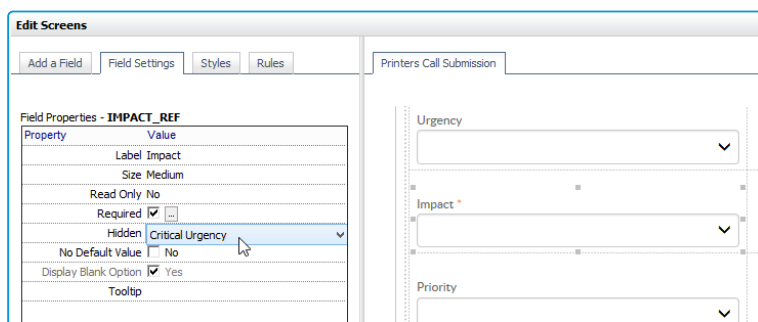 Edit Screens
Add a Field Field Settings Styles Rules
Field Properties - IMPACT_REF
Property Value
Label Impact
Size Medium
Read Only No
Required ...
Hidden Critical Urgency
No Default Value No
Display Blank Option Yes
Tooltip
Printers Call Submission
Urgency
Impact *
Priority